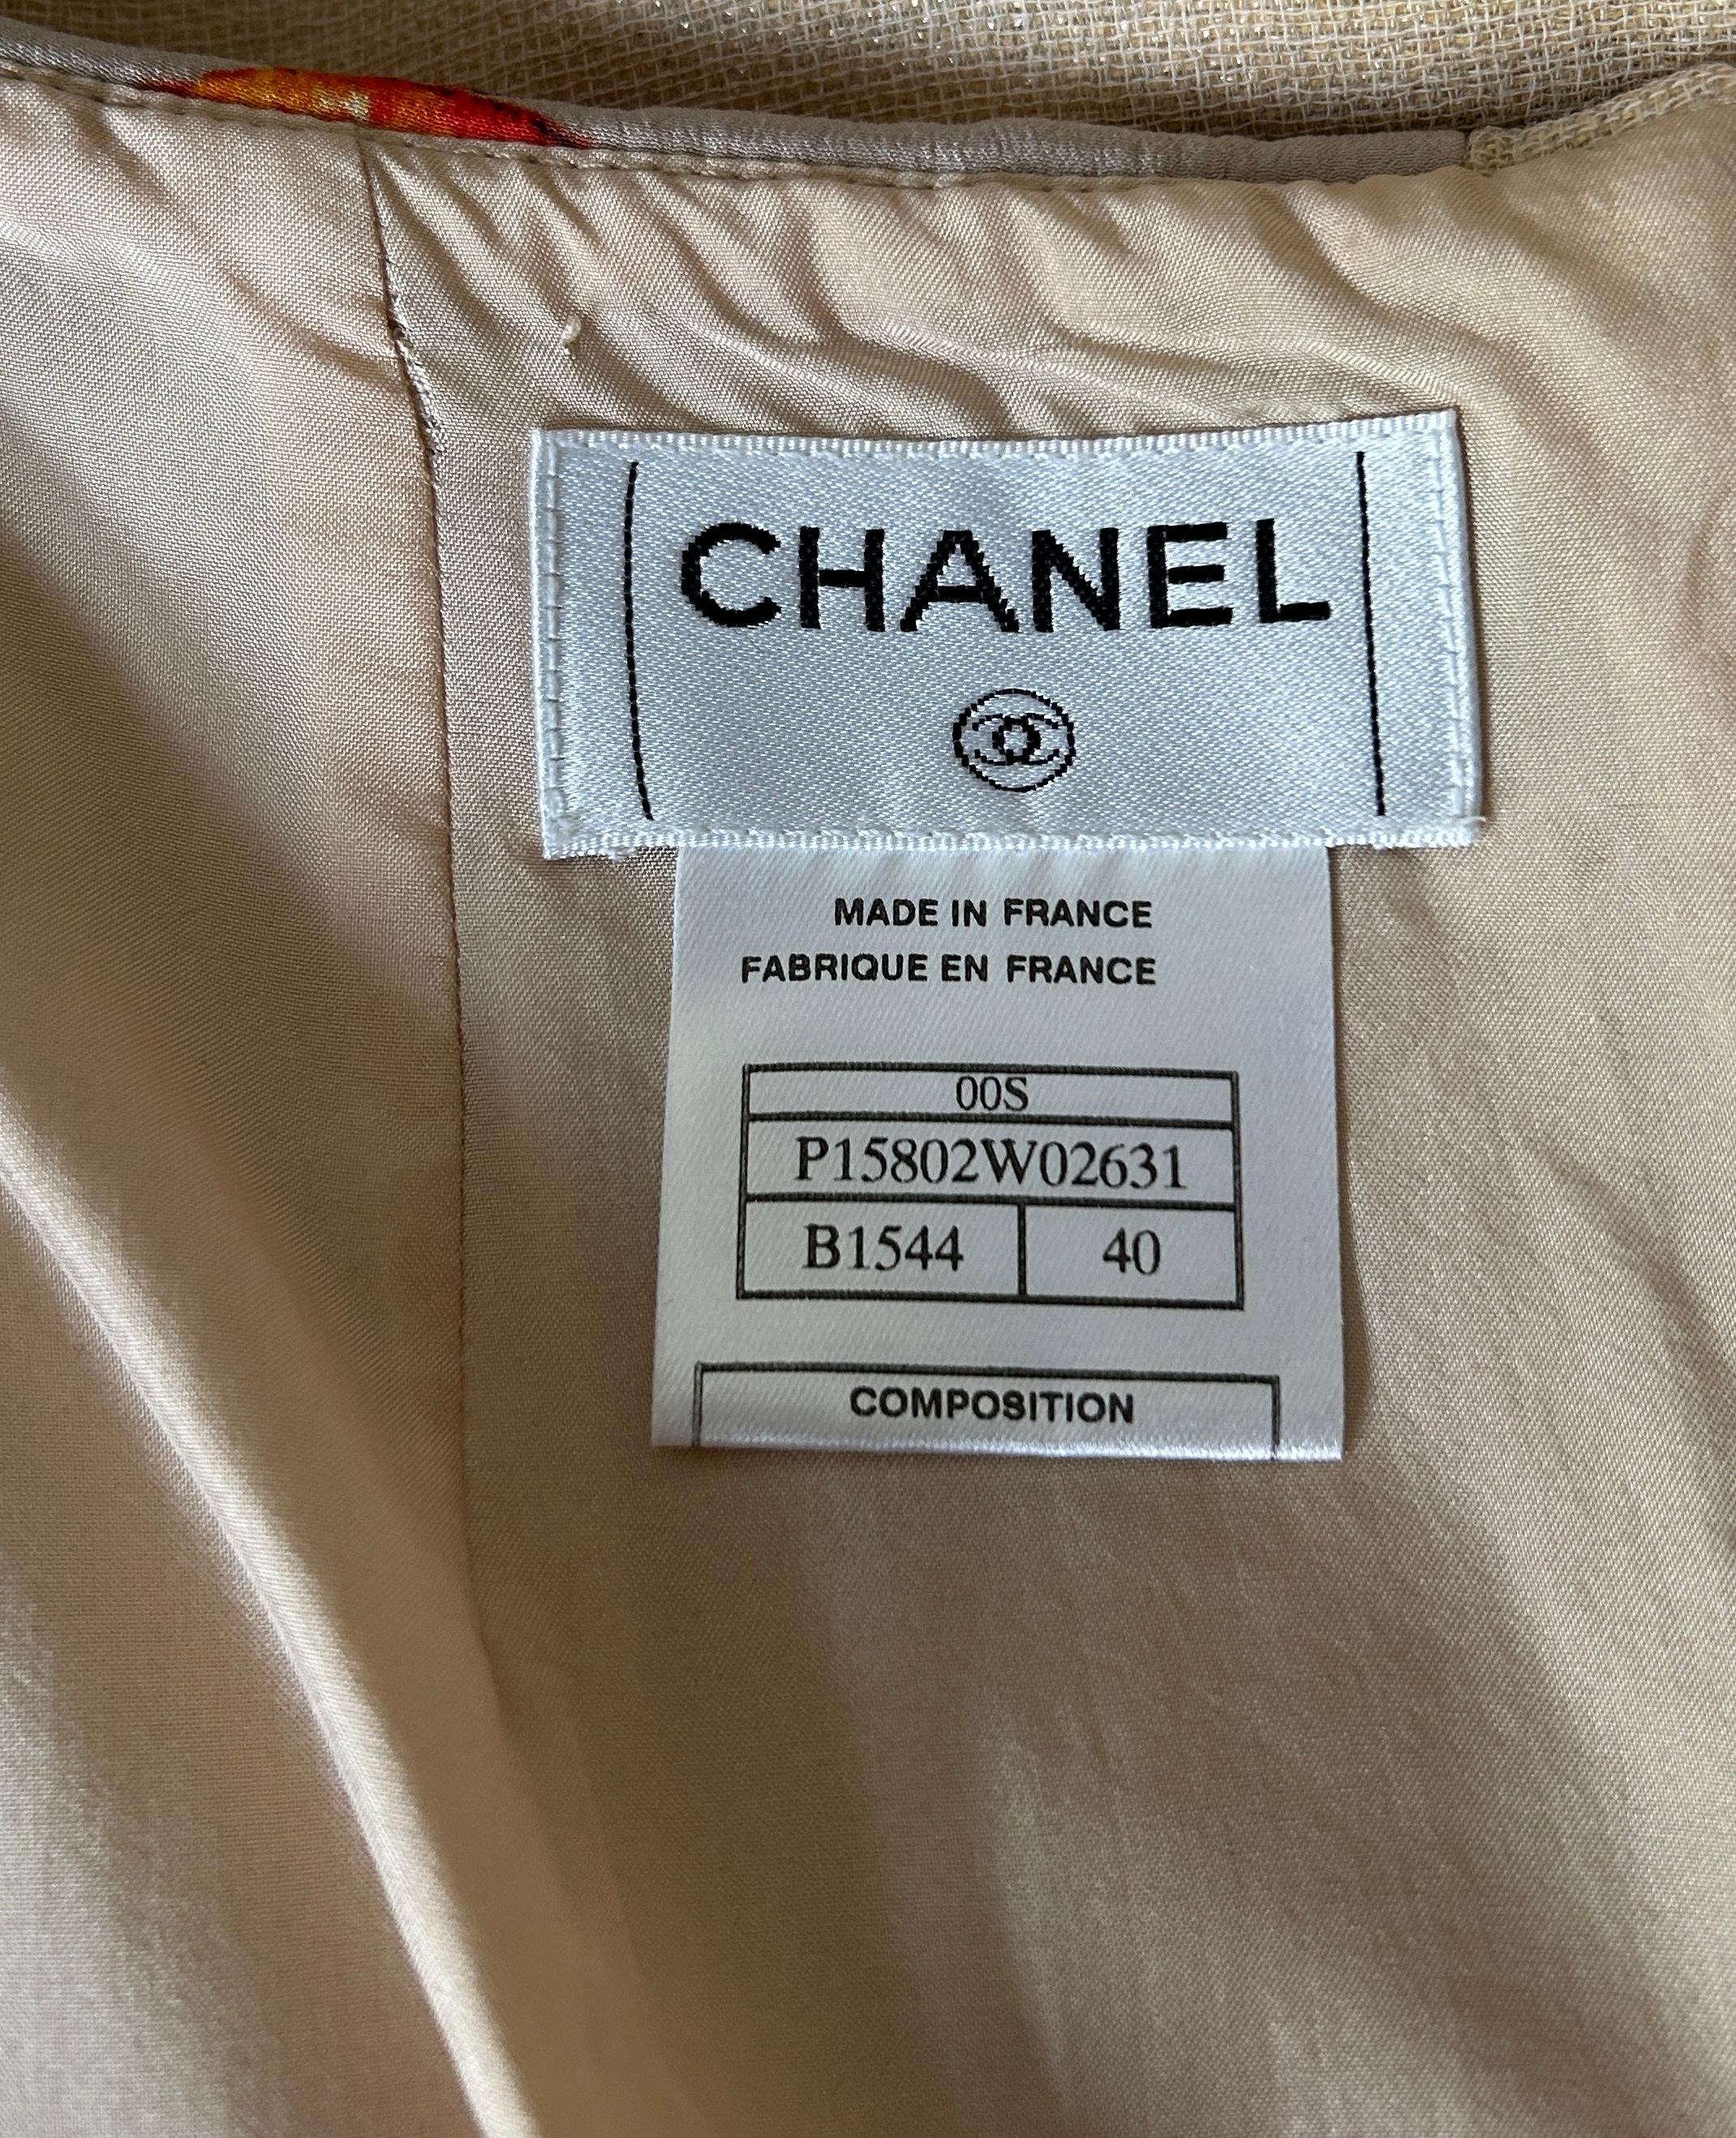 CHANEL
MADE IN FRANCE
FABRIQUE EN FRANCE
00S
P15802W02631
B1544 40
COMPOSITION